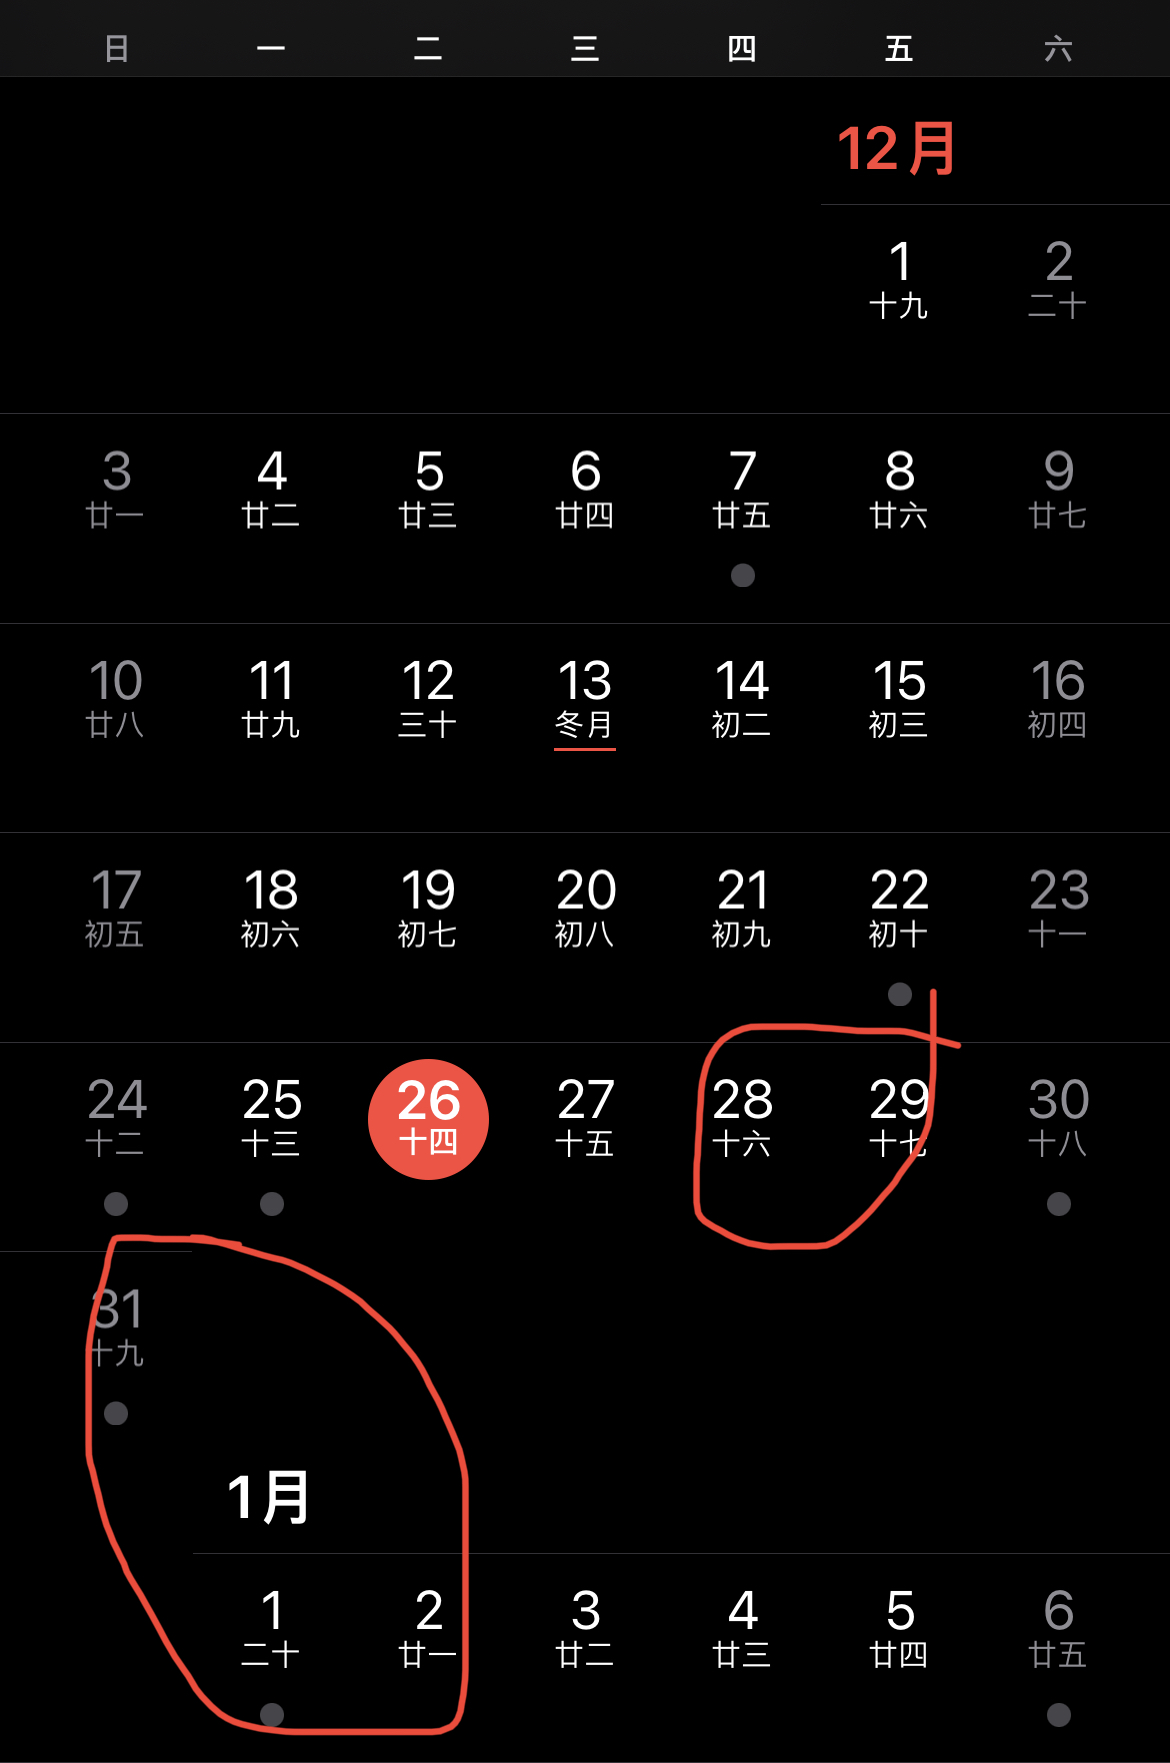 日 一 二 三 四 五 六
12月
1 2
十九 二十
3 4 5 6 7 8 9
廿一 廿二 廿三 廿四 廿五 廿六 廿七
10 11 12 13 14 15 16
廿八 廿九 三十 冬月 初二 初三 初四
17 18 19 20 21 22 23
初五 初六 初七 初八 初九 初十 十一
24 25 26 27 28 29 30
十二 十三 十四 十五 十六 十七 十八
31
十九
1月
1 2 3 4 5 6
二十 廿一 廿二 廿三 廿四 廿五